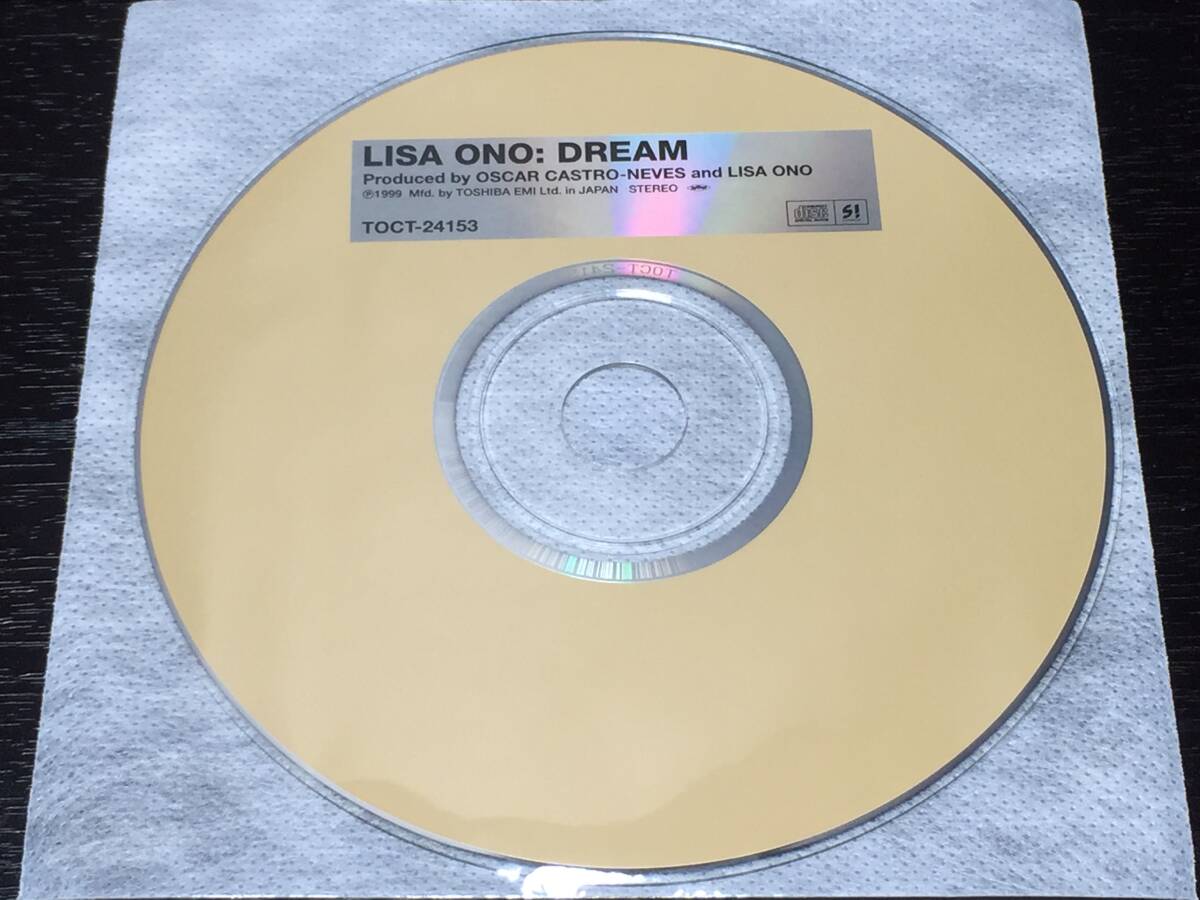 LISA ONO: DREAM
Produced by OSCAR CASTRO-NEVES and LISA ONO
℗1999 Mfd. by TOSHIBA EMI Ltd. in JAPAN STEREO
TOCT-24153
disc S!